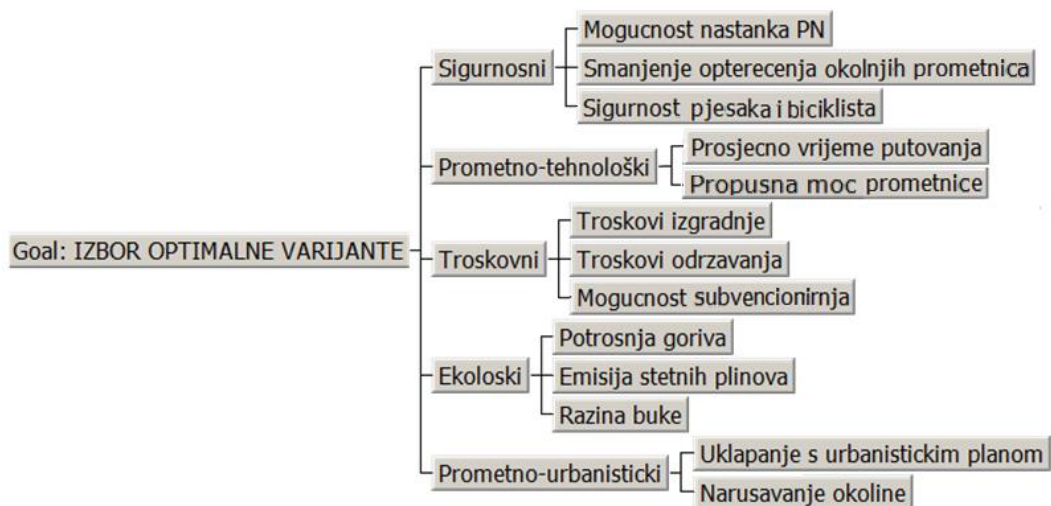 Goal: IZBOR OPTIMALNE VARIJANTE
Sigurnosni
Mogucnost nastanka PN
Smanjenje opterecenja okolnjih prometnica
Sigurnost pjesaka i biciklista
Prometno-tehnološki
Prosjecno vrijeme putovanja
Propusna moc prometnice
Troskovni
Troskovi izgradnje
Troskovi odrzavanja
Mogucnost subvencionirnja
Ekoloski
Potrosnja goriva
Emisija stetnih plinova
Razina buke
Prometno-urbanisticki
Uklapanje s urbanistickim planom
Narusavanje okoline